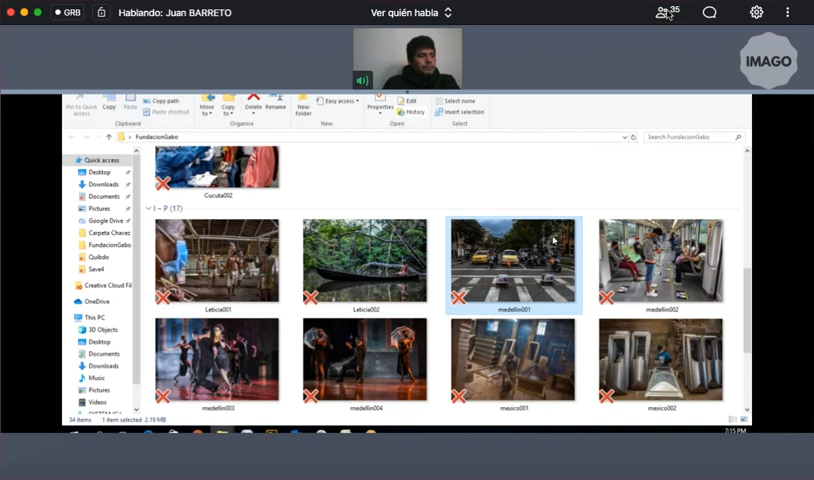 GRB
Hablando: Juan BARRETO
Ver quién habla
35
IMAGO
Pin to Quick access
Copy
Paste
Copy path
Paste shortcut
Move to
Copy to
Delete
Rename
New folder
Easy access
Properties
Edit
History
Select none
Invert selection
Clipboard
Organise
New
Open
Select
FundacionGabo
Search FundacionGabo
Quick access
Desktop
Downloads
Documents
Pictures
Google Drive
Carpeta Chavez
FundacionGabo
Quibdo
Save4
Creative Cloud Fil
OneDrive
This PC
3D Objects
Desktop
Documents
Downloads
Music
Pictures
Videos
Cucuta002
I – P (17)
Leticia001
Leticia002
medellin001
medellin002
medellin003
medellin004
mexico001
mexico002
34 items
1 item selected 2,19 MB
7:15 PM